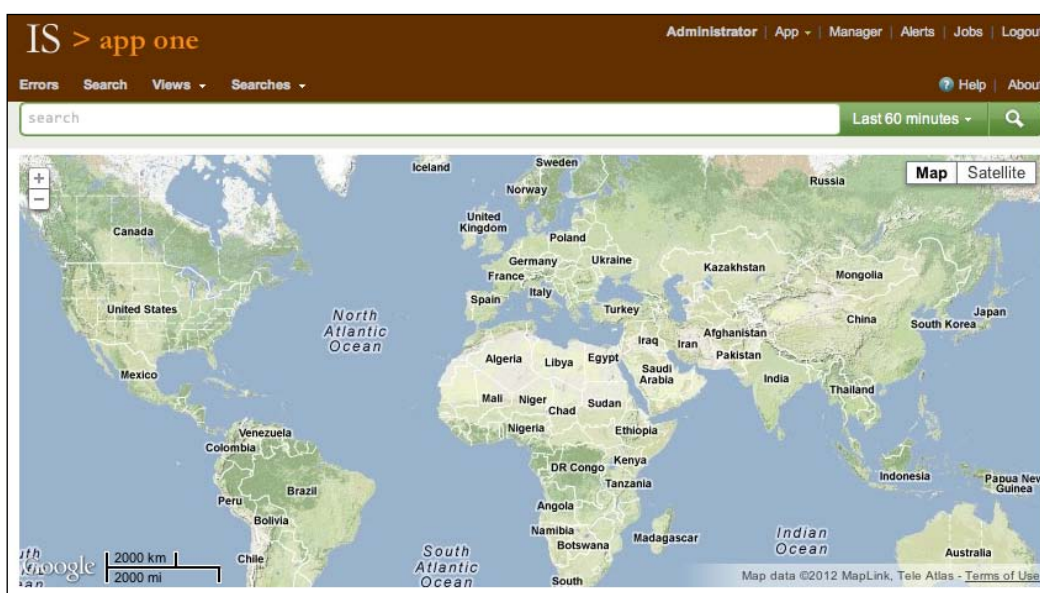 IS > app one
Administrator | App | Manager | Alerts | Jobs | Logout
Errors Search Views Searches Help | About
search Last 60 minutes
+
−
Map Satellite
Iceland
Sweden
Norway
Russia
United
Kingdom
Canada
Poland
Germany
Ukraine
France
Kazakhstan
Mongolia
Spain
Italy
United States
Turkey
North
Atlantic
Ocean
China
South Korea
Japan
Iraq
Iran
Afghanistan
Pakistan
Algeria
Libya
Egypt
Saudi
Arabia
India
Mexico
Thailand
Mali
Niger
Chad
Sudan
Nigeria
Ethiopia
Venezuela
Colombia
DR Congo
Kenya
Tanzania
Indonesia
Papua New
Guinea
Peru
Brazil
Angola
Bolivia
Namibia
Botswana
Madagascar
Indian
Ocean
Chile
South
Atlantic
Ocean
South
Australia
Google
2000 km
2000 mi
Map data ©2012 MapLink, Tele Atlas - Terms of Use